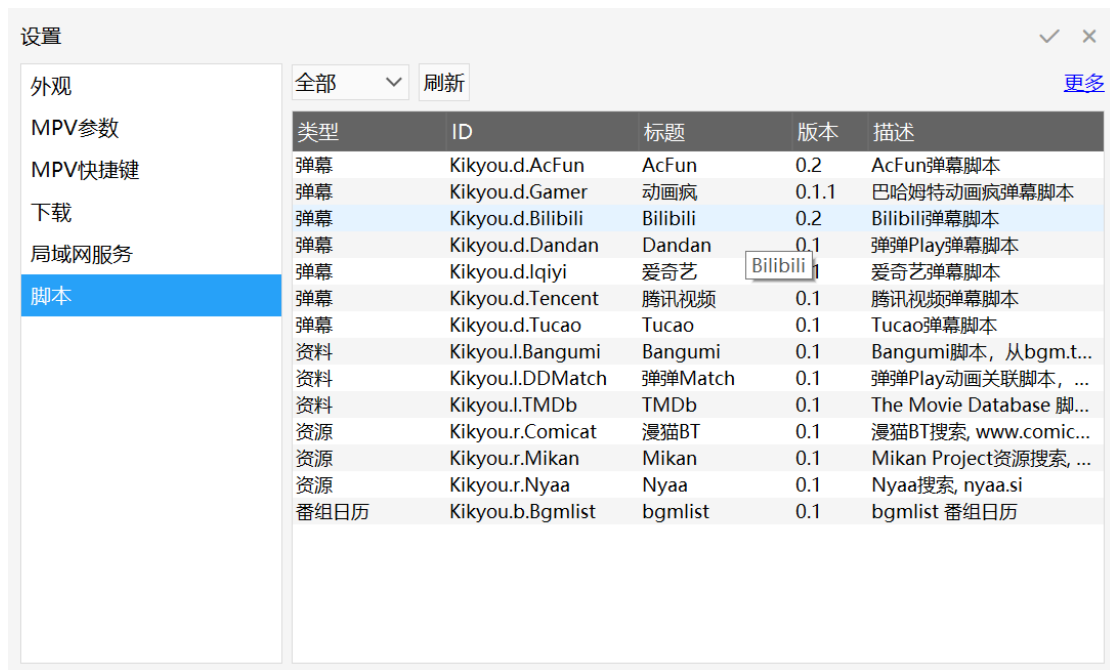 设置
外观
MPV参数
MPV快捷键
下载
局域网服务
脚本
全部 刷新 更多
类型 ID 标题 版本 描述
弹幕 Kikyou.d.AcFun AcFun 0.2 AcFun弹幕脚本
弹幕 Kikyou.d.Gamer 动画疯 0.1.1 巴哈姆特动画疯弹幕脚本
弹幕 Kikyou.d.Bilibili Bilibili 0.2 Bilibili弹幕脚本
弹幕 Kikyou.d.Dandan Dandan 0.1 弹弹Play弹幕脚本
Bilibili
弹幕 Kikyou.d.Iqiyi 爱奇艺 1 爱奇艺弹幕脚本
弹幕 Kikyou.d.Tencent 腾讯视频 0.1 腾讯视频弹幕脚本
弹幕 Kikyou.d.Tucao Tucao 0.1 Tucao弹幕脚本
资料 Kikyou.l.Bangumi Bangumi 0.1 Bangumi脚本，从bgm.t...
资料 Kikyou.l.DDMatch 弹弹Match 0.1 弹弹Play动画关联脚本，...
资料 Kikyou.l.TMDb TMDb 0.1 The Movie Database 脚...
资源 Kikyou.r.Comicat 漫猫BT 0.1 漫猫BT搜索, www.comic...
资源 Kikyou.r.Mikan Mikan 0.1 Mikan Project资源搜索, ...
资源 Kikyou.r.Nyaa Nyaa 0.1 Nyaa搜索, nyaa.si
番组日历 Kikyou.b.Bgmlist bgmlist 0.1 bgmlist 番组日历